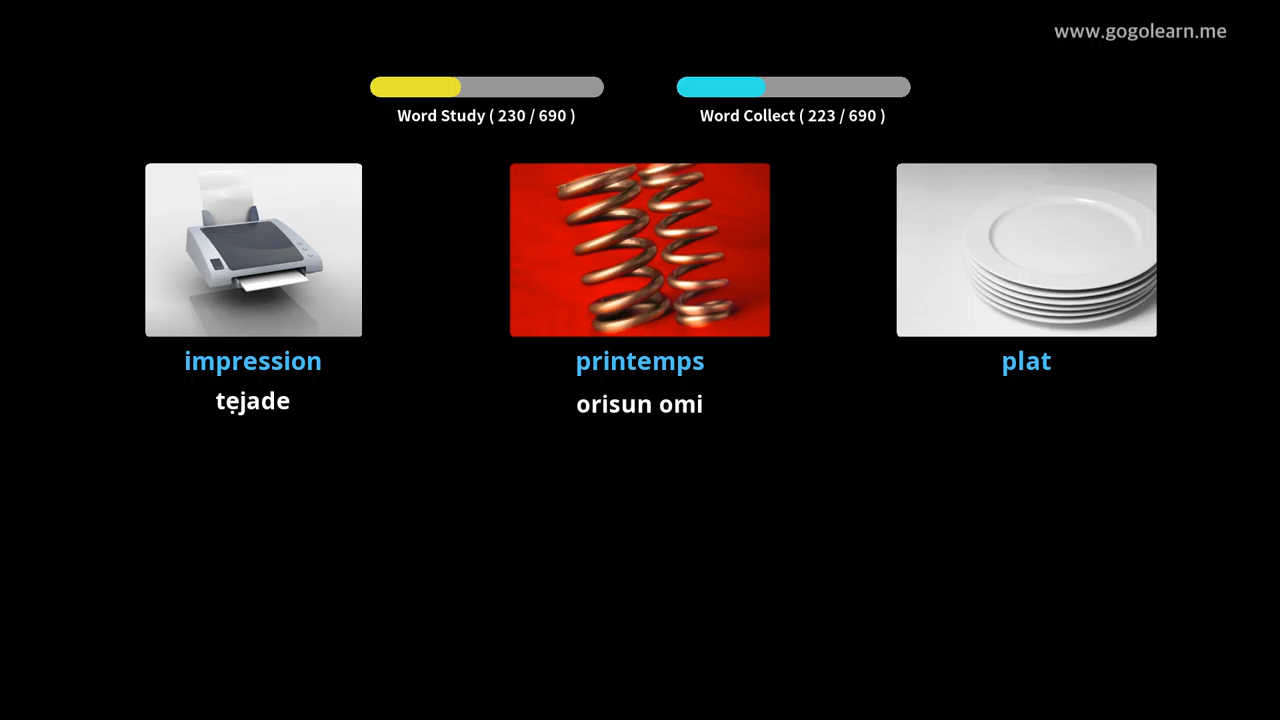 www.gogolearn.me
Word Study ( 230 / 690 )
Word Collect ( 223 / 690 )
impression
printemps
plat
tẹjade
orisun omi